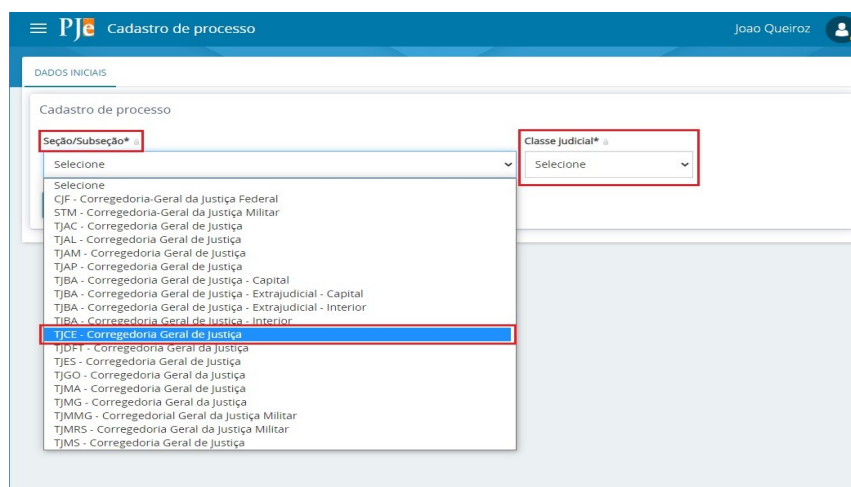 PJe Cadastro de processo Joao Queiroz
DADOS INICIAIS
Cadastro de processo
Seção/Subseção* Classe judicial*
Selecione Selecione
Selecione
CJF - Corregedoria-Geral da Justiça Federal
STM - Corregedoria-Geral da Justiça Militar
TJAC - Corregedoria Geral de Justiça
TJAL - Corregedoria Geral de Justiça
TJAM - Corregedoria Geral de Justiça
TJAP - Corregedoria Geral de Justiça
TJBA - Corregedoria Geral de Justiça - Capital
TJBA - Corregedoria Geral de Justiça - Extrajudicial - Capital
TJBA - Corregedoria Geral de Justiça - Extrajudicial - Interior
TJBA - Corregedoria Geral de Justiça - Interior
TJCE - Corregedoria Geral de Justiça
TJDFT - Corregedoria Geral da Justiça
TJES - Corregedoria Geral de Justiça
TJGO - Corregedoria Geral da Justiça
TJMA - Corregedoria Geral de Justiça
TJMG - Corregedoria Geral da Justiça
TJMMG - Corregedorial Geral da Justiça Militar
TJMRS - Corregedoria Geral da Justiça Militar
TJMS - Corregedoria Geral de Justiça